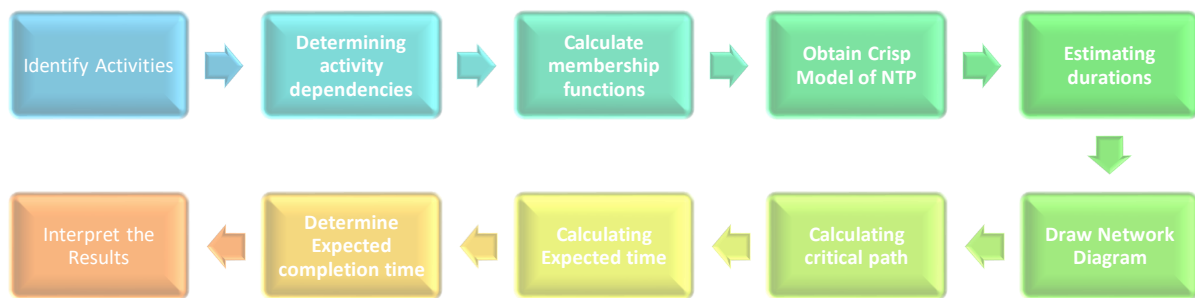 Identify Activities
Determining
activity
dependencies
Calculate
membership
functions
Obtain Crisp
Model of NTP
Estimating
durations
Draw Network
Diagram
Calculating
critical path
Calculating
Expected time
Determine
Expected
completion time
Interpret the
Results